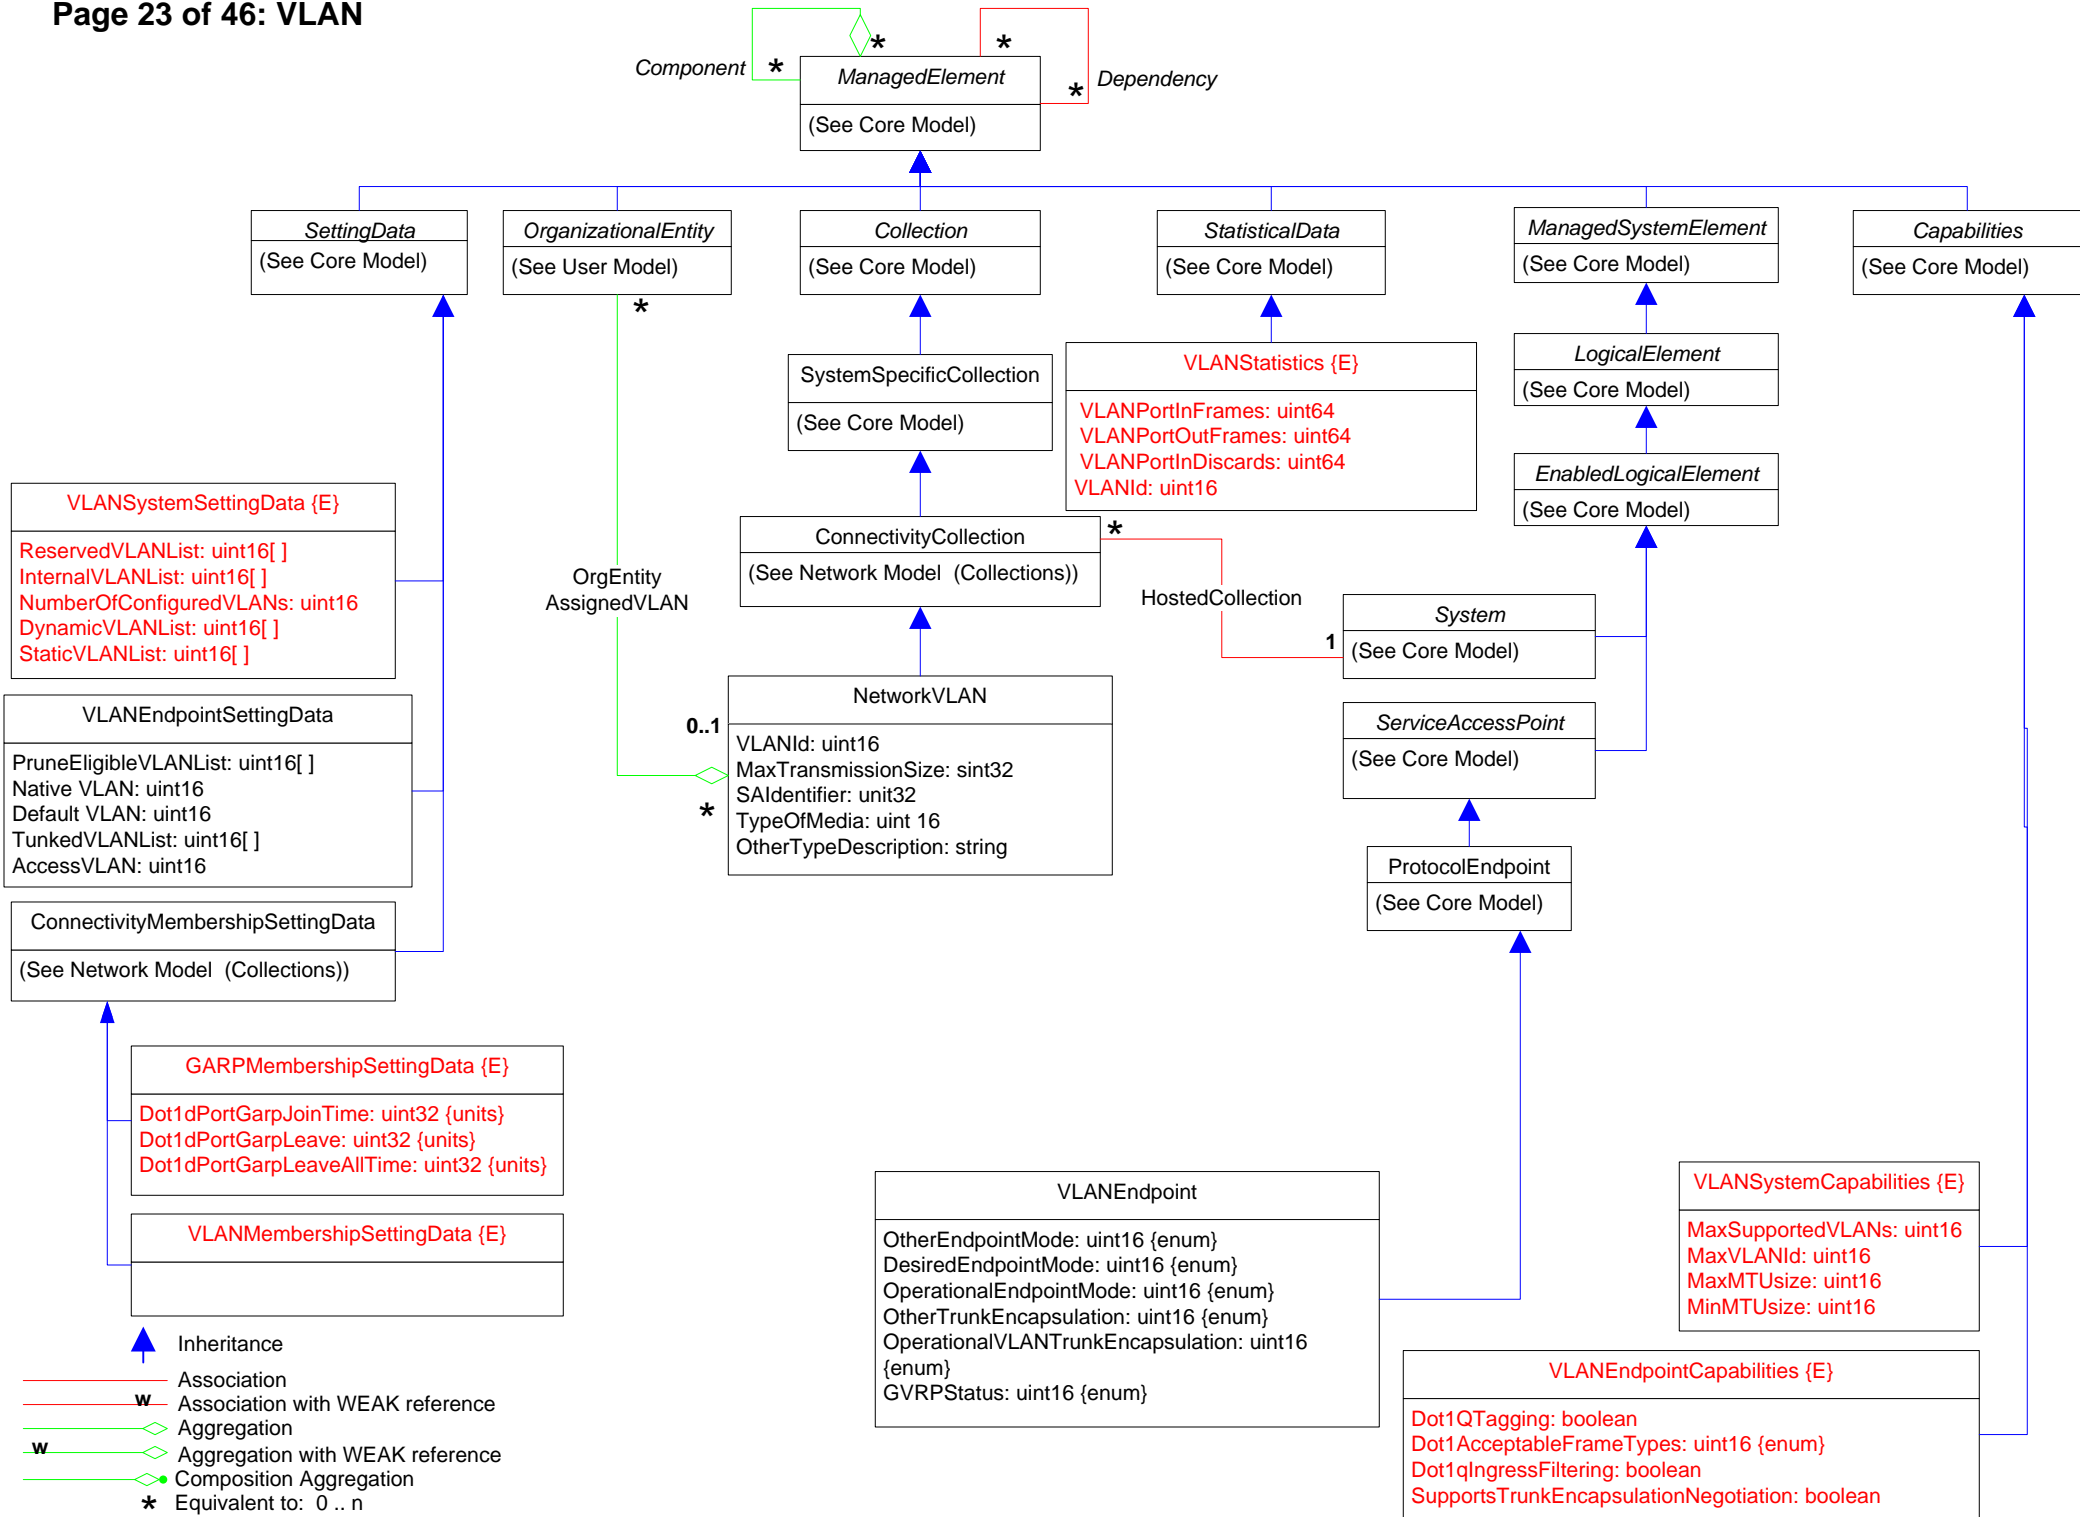 Page 23 of 46: VLAN
Component
*
*
*
*
Dependency
ManagedElement
(See Core Model)
SettingData
(See Core Model)
OrganizationalEntity
(See User Model)
*
Collection
(See Core Model)
StatisticalData
(See Core Model)
ManagedSystemElement
(See Core Model)
Capabilities
(See Core Model)
SystemSpecificCollection
(See Core Model)
VLANStatistics {E}
VLANPortInFrames: uint64
VLANPortOutFrames: uint64
VLANPortInDiscards: uint64
VLANId: uint16
LogicalElement
(See Core Model)
EnabledLogicalElement
(See Core Model)
VLANSystemSettingData {E}
ReservedVLANList: uint16[ ]
InternalVLANList: uint16[ ]
NumberOfConfiguredVLANs: uint16
DynamicVLANList: uint16[ ]
StaticVLANList: uint16[ ]
OrgEntity
AssignedVLAN
ConnectivityCollection
(See Network Model  (Collections))
*
HostedCollection
1
System
(See Core Model)
VLANEndpointSettingData
PruneEligibleVLANList: uint16[ ]
Native VLAN: uint16
Default VLAN: uint16
TunkedVLANList: uint16[ ]
AccessVLAN: uint16
0..1
*
NetworkVLAN
VLANId: uint16
MaxTransmissionSize: sint32
SAIdentifier: unit32
TypeOfMedia: uint 16
OtherTypeDescription: string
ServiceAccessPoint
(See Core Model)
ProtocolEndpoint
(See Core Model)
ConnectivityMembershipSettingData
(See Network Model  (Collections))
GARPMembershipSettingData {E}
Dot1dPortGarpJoinTime: uint32 {units}
Dot1dPortGarpLeave: uint32 {units}
Dot1dPortGarpLeaveAllTime: uint32 {units}
VLANMembershipSettingData {E}
VLANEndpoint
OtherEndpointMode: uint16 {enum}
DesiredEndpointMode: uint16 {enum}
OperationalEndpointMode: uint16 {enum}
OtherTrunkEncapsulation: uint16 {enum}
OperationalVLANTrunkEncapsulation: uint16
{enum}
GVRPStatus: uint16 {enum}
VLANSystemCapabilities {E}
MaxSupportedVLANs: uint16
MaxVLANId: uint16
MaxMTUsize: uint16
MinMTUsize: uint16
VLANEndpointCapabilities {E}
Dot1QTagging: boolean
Dot1AcceptableFrameTypes: uint16 {enum}
Dot1qIngressFiltering: boolean
SupportsTrunkEncapsulationNegotiation: boolean
Inheritance
Association
w Association with WEAK reference
Aggregation
w Aggregation with WEAK reference
Composition Aggregation
* Equivalent to:  0 .. n